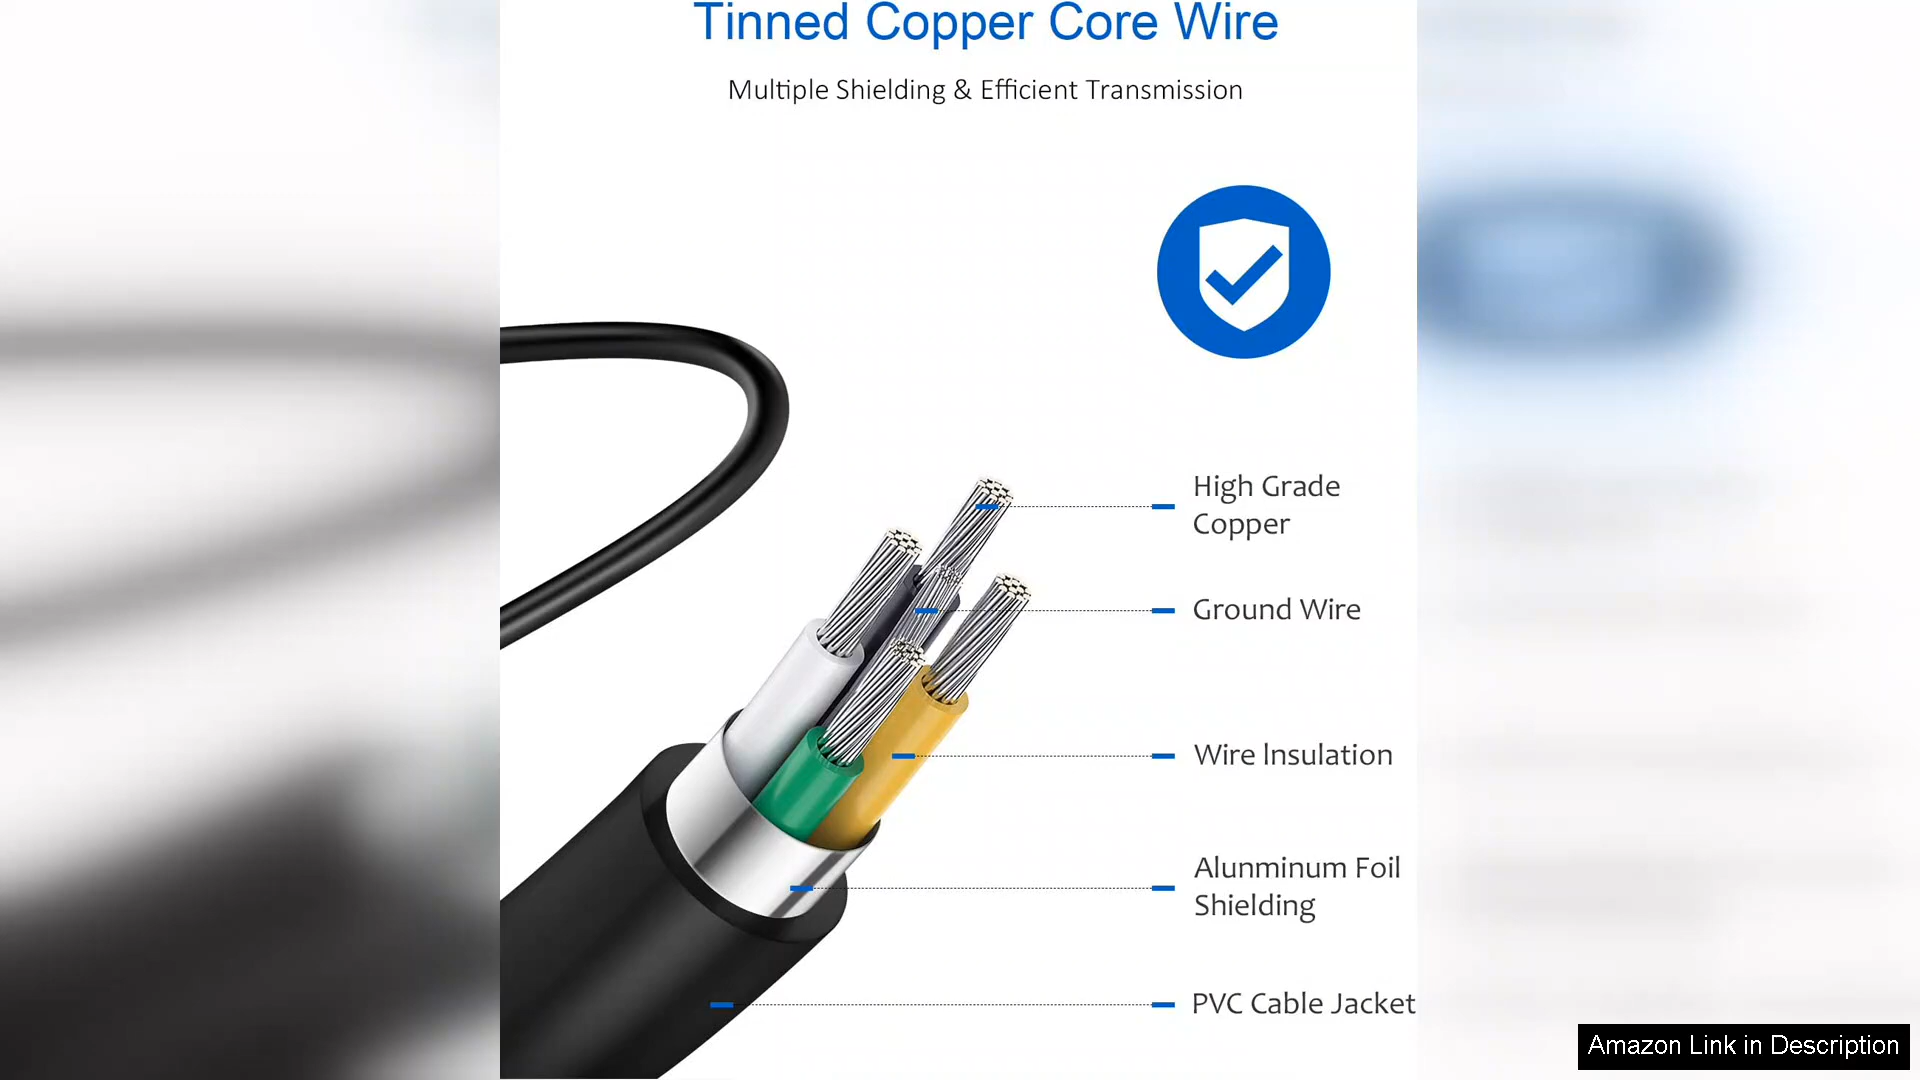 Tinned Copper Core Wire
Multiple Shielding & Efficient Transmission
High Grade
Copper
Ground Wire
Wire lnsulation
Alunminum Foil
Shielding
PVC Cable Jacket
Amazon Link in Description